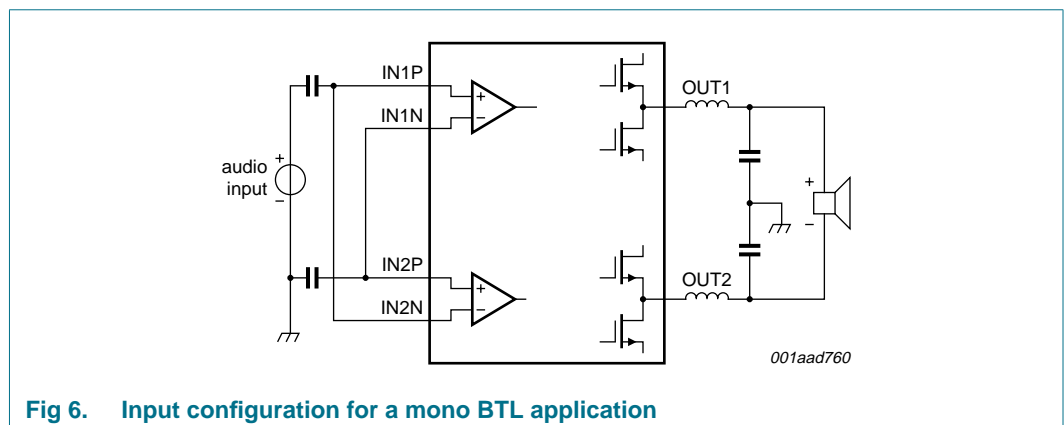 IN1P
IN1N
audio
input
+
−
IN2P
IN2N
+
−
+
−
OUT1
OUT2
+
−
001aad760
Fig 6. Input configuration for a mono BTL application